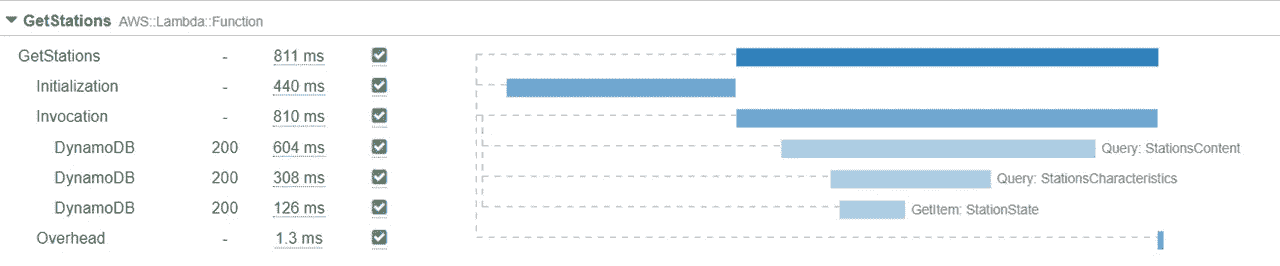 GetStations AWS::Lambda::Function
GetStations - 811 ms
Initialization - 440 ms
Invocation - 810 ms
DynamoDB 200 604 ms Query: StationsContent
DynamoDB 200 308 ms Query: StationsCharacteristics
DynamoDB 200 126 ms GetItem: StationState
Overhead - 1.3 ms